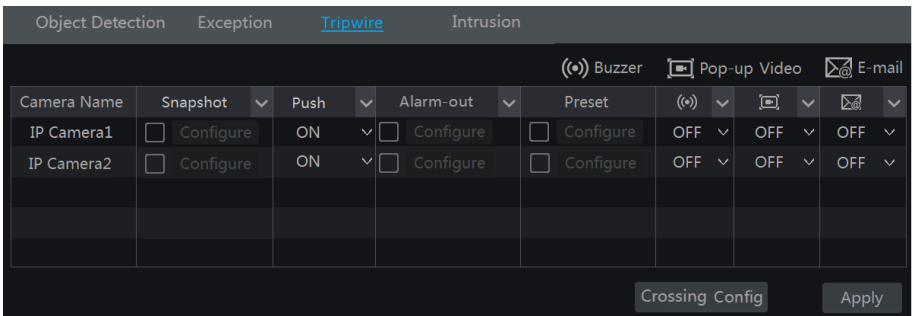 Object Detection Exception Tripwire Intrusion
Buzzer Pop-up Video E-mail
Camera Name Snapshot Push Alarm-out Preset
IP Camera1 Configure ON Configure Configure OFF OFF OFF
IP Camera2 Configure ON Configure Configure OFF OFF OFF
Crossing Config Apply